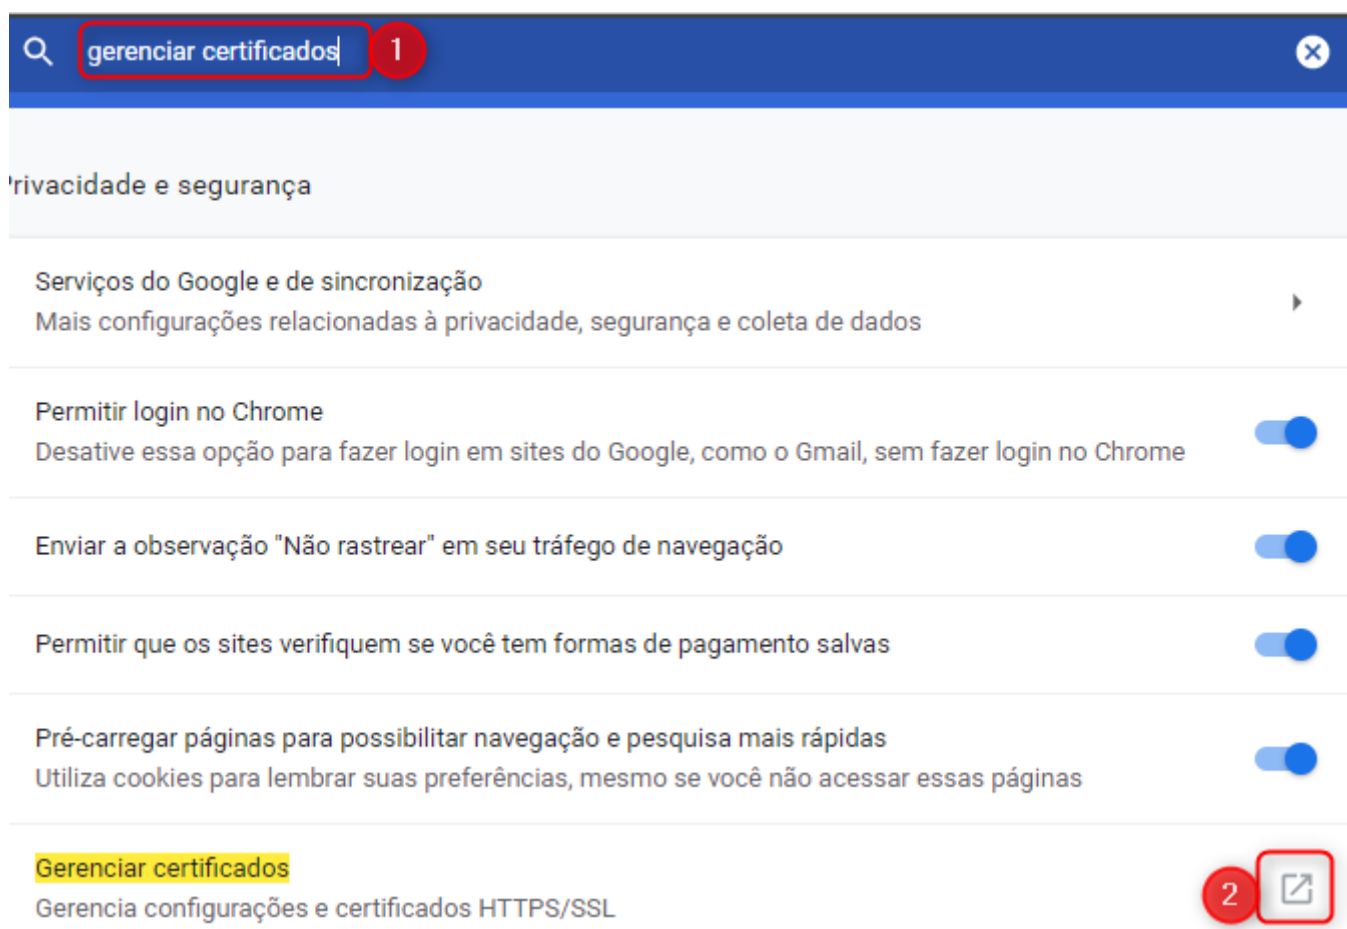 gerenciar certificados
1
rivacidade e segurança
Serviços do Google e de sincronização
Mais configurações relacionadas à privacidade, segurança e coleta de dados
Permitir login no Chrome
Desative essa opção para fazer login em sites do Google, como o Gmail, sem fazer login no Chrome
Enviar a observação "Não rastrear" em seu tráfego de navegação
Permitir que os sites verifiquem se você tem formas de pagamento salvas
Pré-carregar páginas para possibilitar navegação e pesquisa mais rápidas
Utiliza cookies para lembrar suas preferências, mesmo se você não acessar essas páginas
Gerenciar certificados
2
Gerencia configurações e certificados HTTPS/SSL